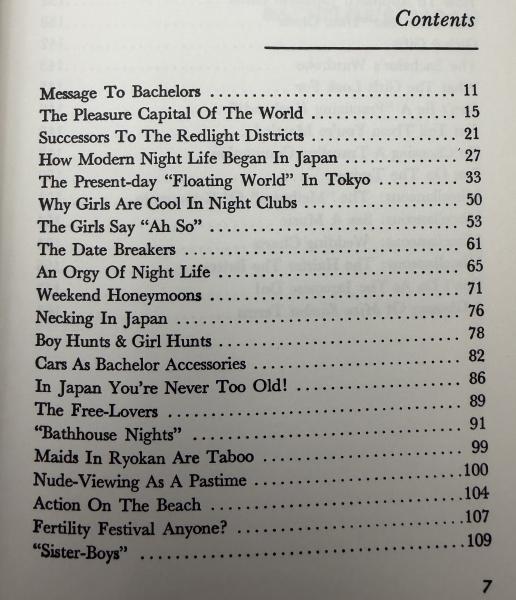 Contents
Message To Bachelors .......................... 11
The Pleasure Capital Of The World ................ 15
Successors To The Redlight Districts ................ 21
How Modern Night Life Began In Japan ............ 27
The Present-day "Floating World" In Tokyo ......... 33
Why Girls Are Cool In Night Clubs ................ 50
The Girls Say "Ah So" .......................... 53
The Date Breakers .............................. 61
An Orgy Of Night Life .......................... 65
Weekend Honeymoons .......................... 71
Necking In Japan .............................. 76
Boy Hunts & Girl Hunts ......................... 78
Cars As Bachelor Accessories ..................... 82
In Japan You're Never Too Old! .................. 86
The Free-Lovers ................................ 89
"Bathhouse Nights" ............................. 91
Maids In Ryokan Are Taboo ..................... 99
Nude-Viewing As A Pastime ......................100
Action On The Beach ............................104
Fertility Festival Anyone? .........................107
"Sister-Boys" ...................................109
7